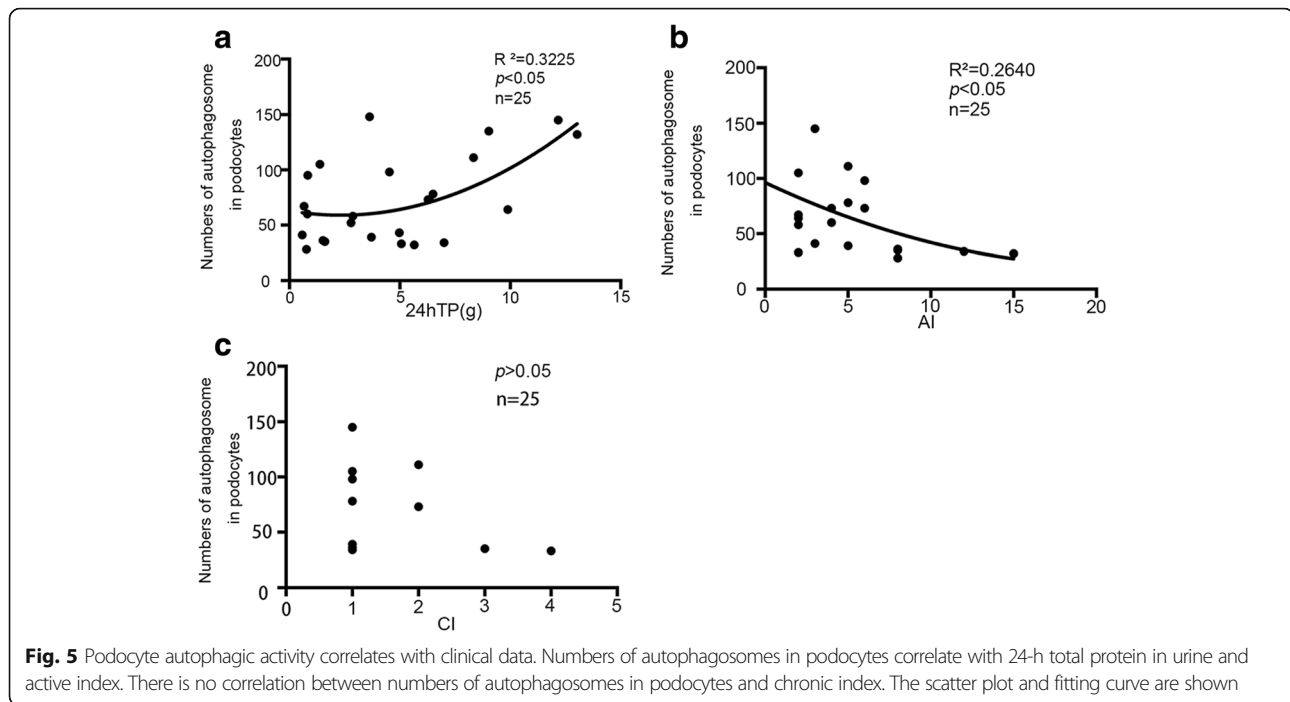 a
R ²=0.3225
p<0.05
n=25
200
150
100
50
0
Numbers of autophagosome
in podocytes
0
5
10
15
24hTP(g)
b
R²=0.2640
p<0.05
n=25
200
150
100
50
0
Numbers of autophagosome
in podocytes
0
5
10
15
20
AI
c
p>0.05
n=25
200
150
100
50
0
Numbers of autophagosome
in podocytes
0
1
2
3
4
5
CI
Fig. 5 Podocyte autophagic activity correlates with clinical data. Numbers of autophagosomes in podocytes correlate with 24-h total protein in urine and
active index. There is no correlation between numbers of autophagosomes in podocytes and chronic index. The scatter plot and fitting curve are shown